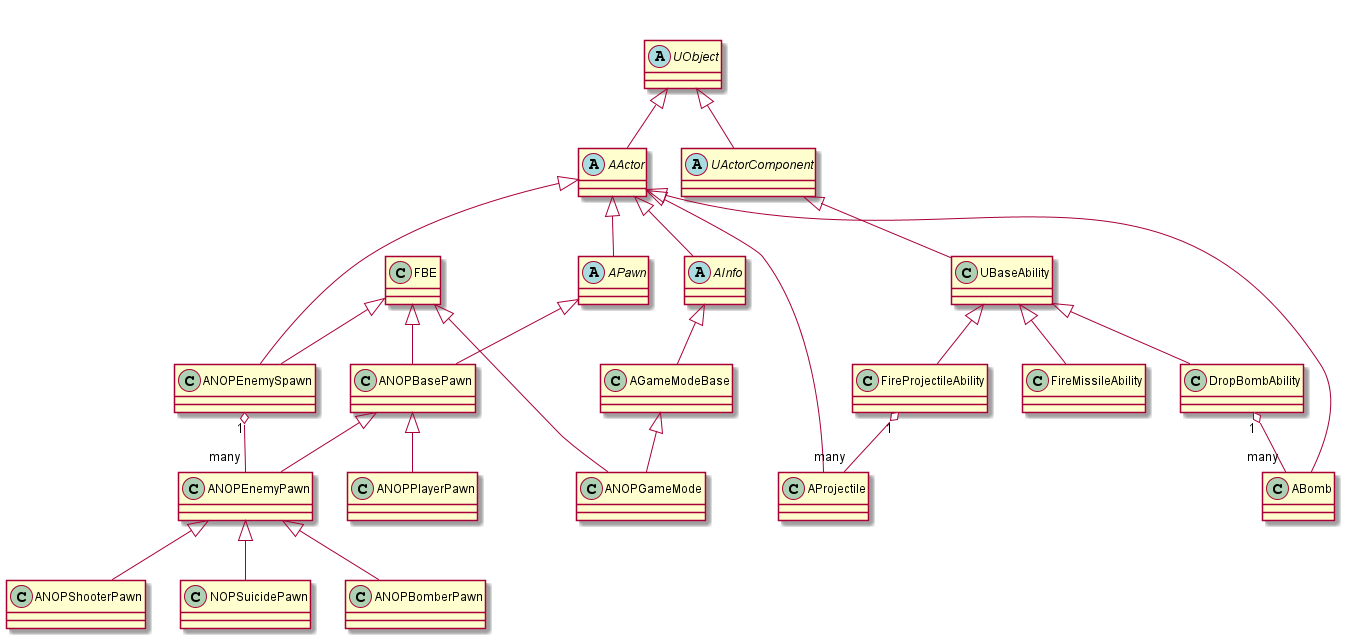 A UObject
A AActor
A UActorComponent
C FBE
A APawn
A AInfo
C UBaseAbility
C ANOPEnemySpawn
C ANOPBasePawn
C AGameModeBase
C FireProjectileAbility
C FireMissileAbility
C DropBombAbility
1
1
1
many
many
many
C ANOPEnemyPawn
C ANOPPlayerPawn
C ANOPGameMode
C AProjectile
C ABomb
C ANOPShooterPawn
C NOPSuicidePawn
C ANOPBomberPawn